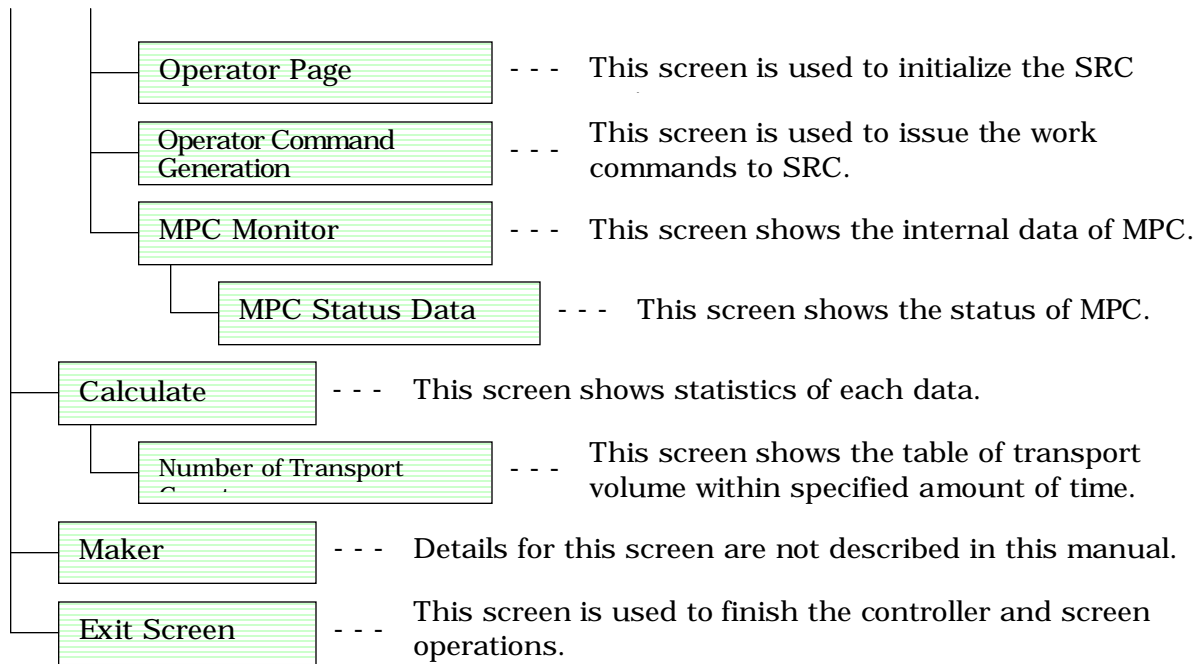 Operator Page - - - This screen is used to initialize the SRC
Operator Command
Generation
- - - This screen is used to issue the work
commands to SRC.
MPC Monitor - - - This screen shows the internal data of MPC.
MPC Status Data - - - This screen shows the status of MPC.
Calculate - - - This screen shows statistics of each data.
Number of Transport
- - - This screen shows the table of transport
volume within specified amount of time.
Maker - - - Details for this screen are not described in this manual.
Exit Screen - - - This screen is used to finish the controller and screen
operations.